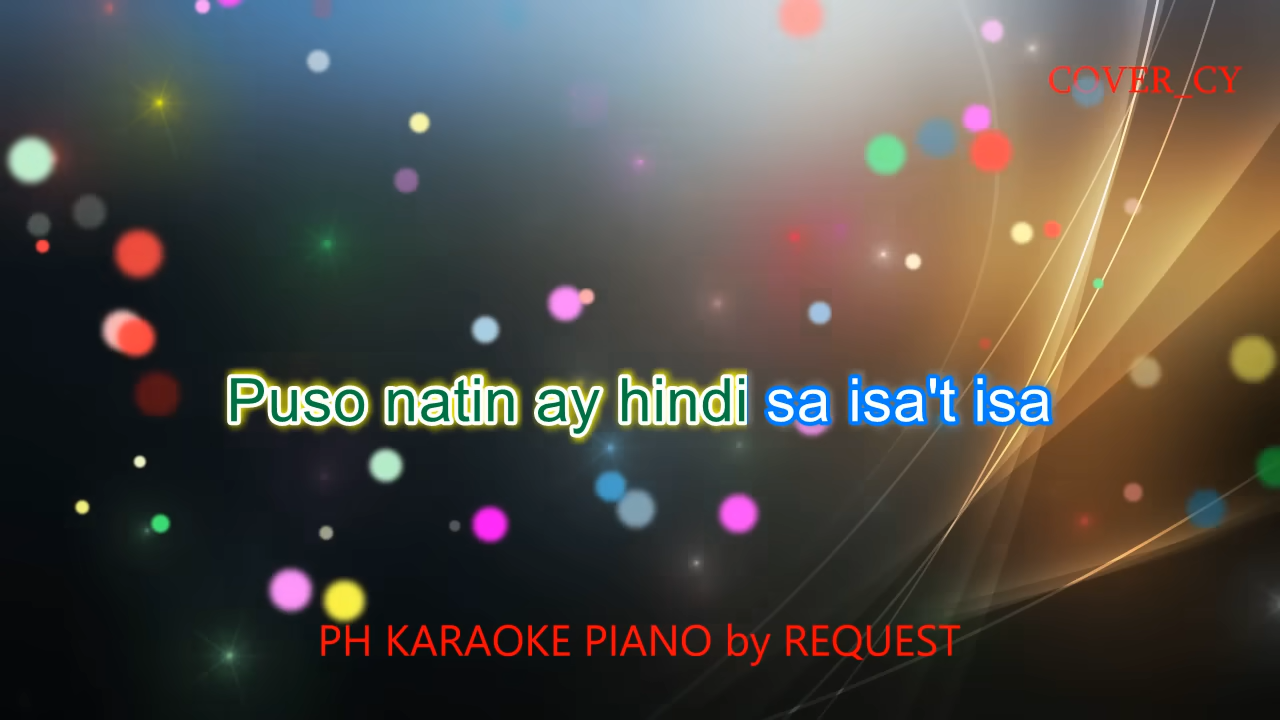 COVER_CY
Puso natin ay hindi sa isa't isa
PH KARAOKE PIANO by REQUEST